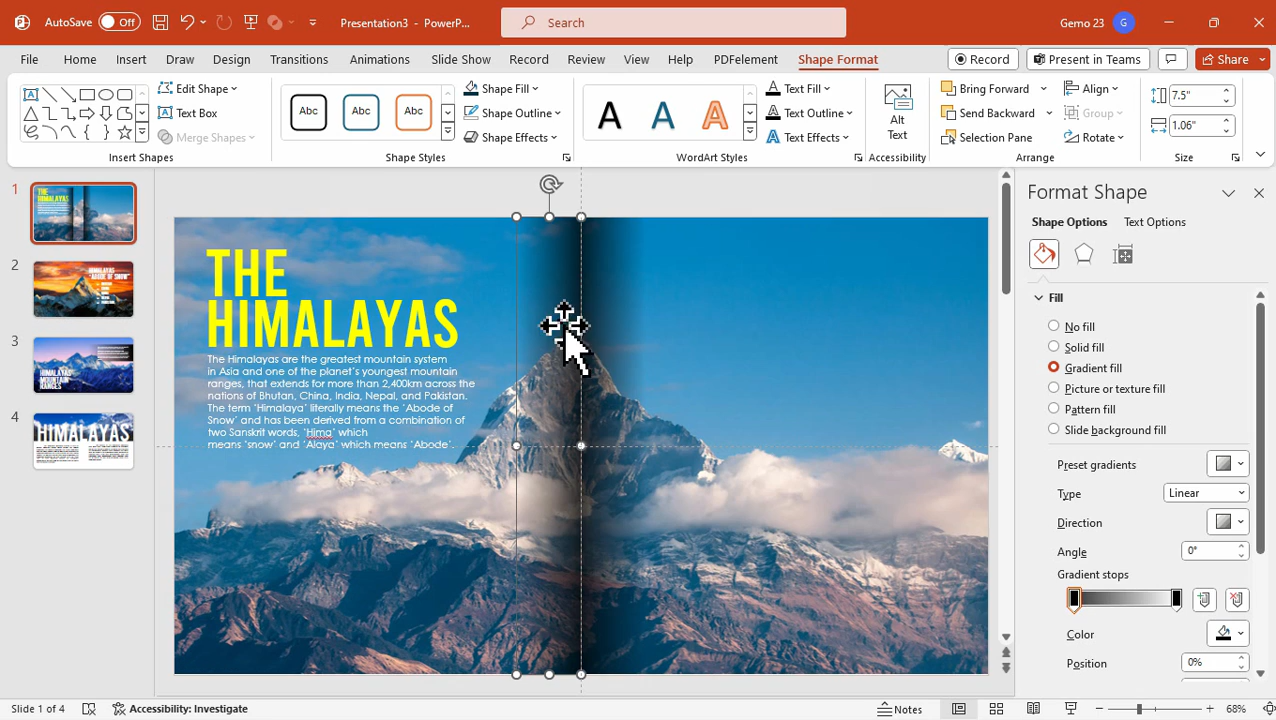 AutoSave
Off
Presentation3 - PowerP...
Search
Gemo 23
G
File
Home
Insert
Draw
Design
Transitions
Animations
Slide Show
Record
Review
View
Help
PDFelement
Shape Format
Record
Present in Teams
Share
Edit Shape
Text Box
Merge Shapes
Insert Shapes
Abc
Abc
Abc
Shape Fill
Shape Outline
Shape Effects
Shape Styles
A
A
A
Text Fill
Text Outline
Text Effects
WordArt Styles
Alt
Text
Accessibility
Bring Forward
Send Backward
Selection Pane
Align
Group
Rotate
Arrange
7.5"
1.06"
Size
1
2
3
4
THE
HIMALAYAS
The Himalayas are the greatest mountain system
in Asia and one of the planet's youngest mountain
ranges, that extends for more than 2,400km across the
nations of Bhutan, China, India, Nepal, and Pakistan.
The term 'Himalaya' literally means the 'Abode of
Snow' and has been derived from a combination of
two Sanskrit words, 'Hima' which
means 'snow' and 'Alaya' which means 'Abode'.
Format Shape
Shape Options
Text Options
Fill
No fill
Solid fill
Gradient fill
Picture or texture fill
Pattern fill
Slide background fill
Preset gradients
Type
Linear
Direction
Angle
0°
Gradient stops
Color
Position
0%
Slide 1 of 4
Accessibility: Investigate
Notes
68%